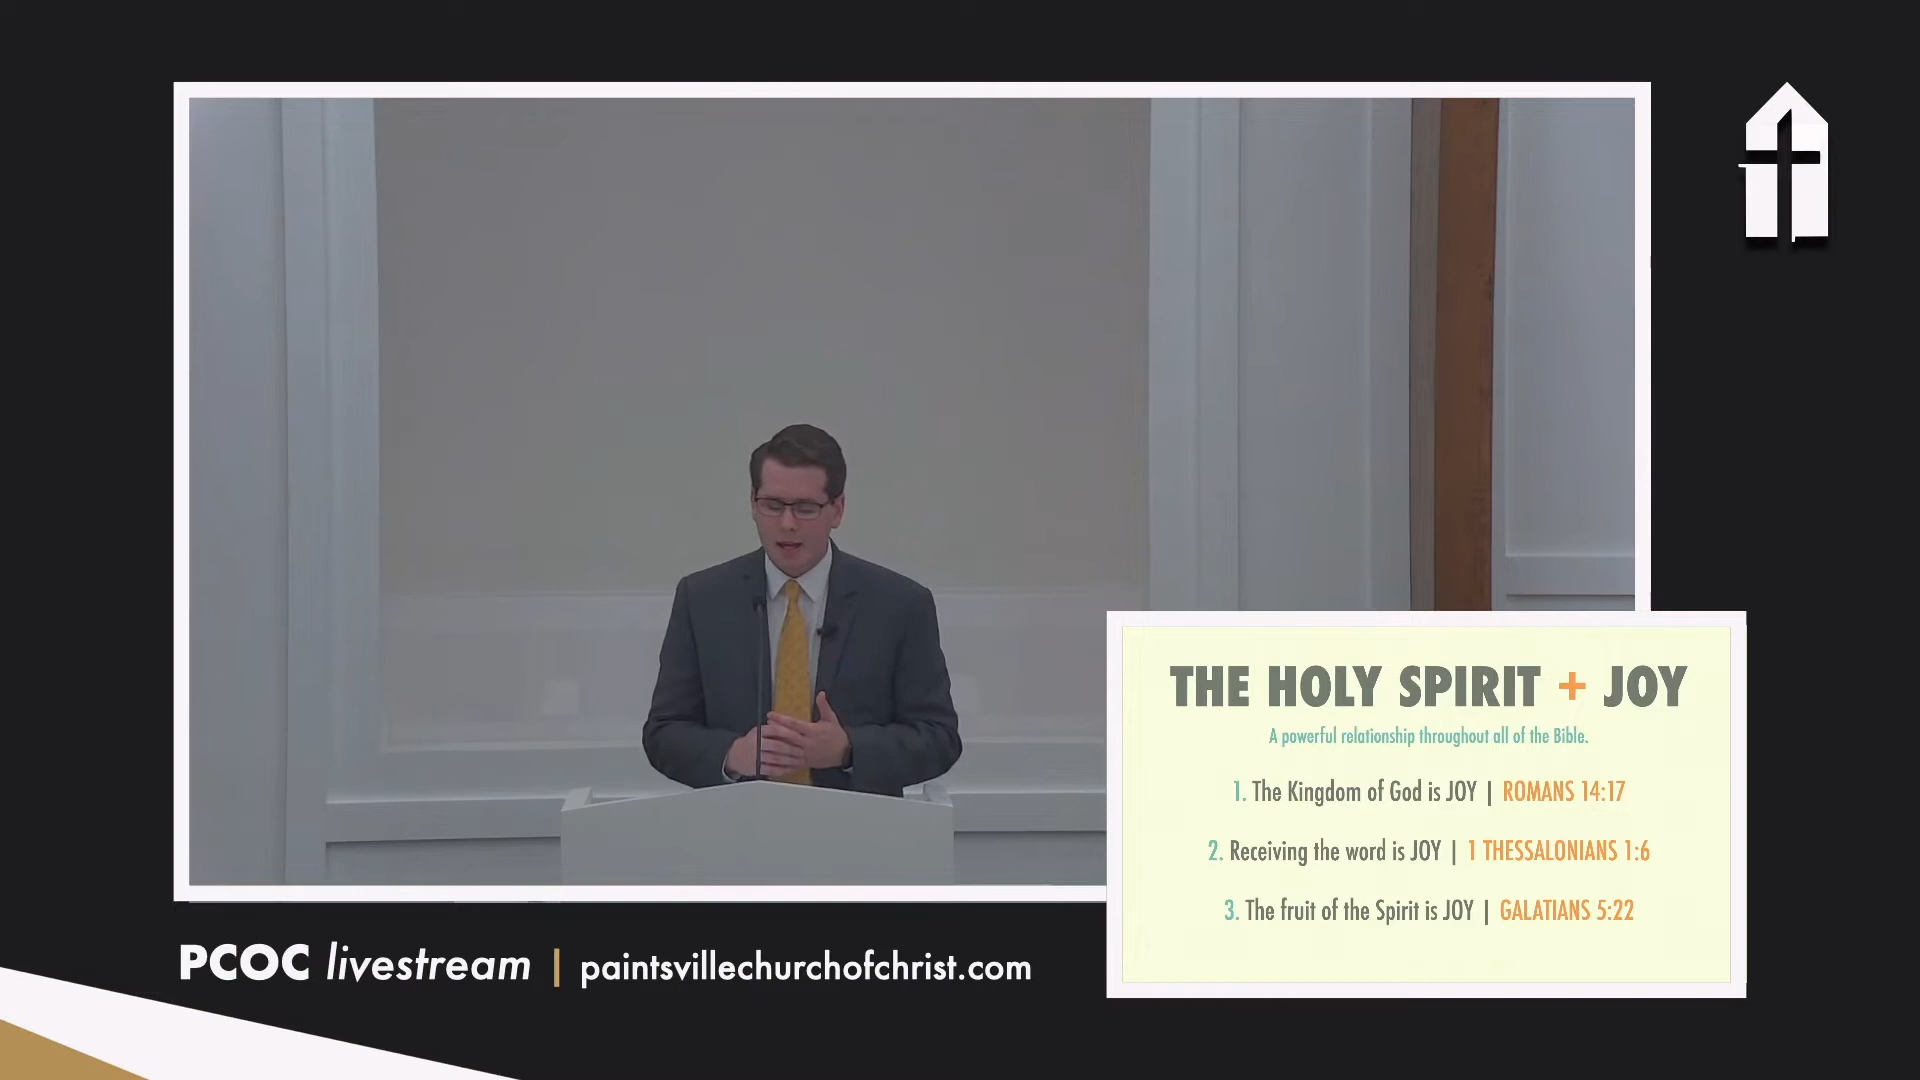 THE HOLY SPIRIT + JOY
A powerful relationship throughout all of the Bible.
1. The Kingdom of God is JOY | ROMANS 14:17
2. Receiving the word is JOY | 1 THESSALONIANS 1:6
3. The fruit of the Spirit is JOY | GALATIANS 5:22
PCOC livestream | paintsvillechurchofchrist.com